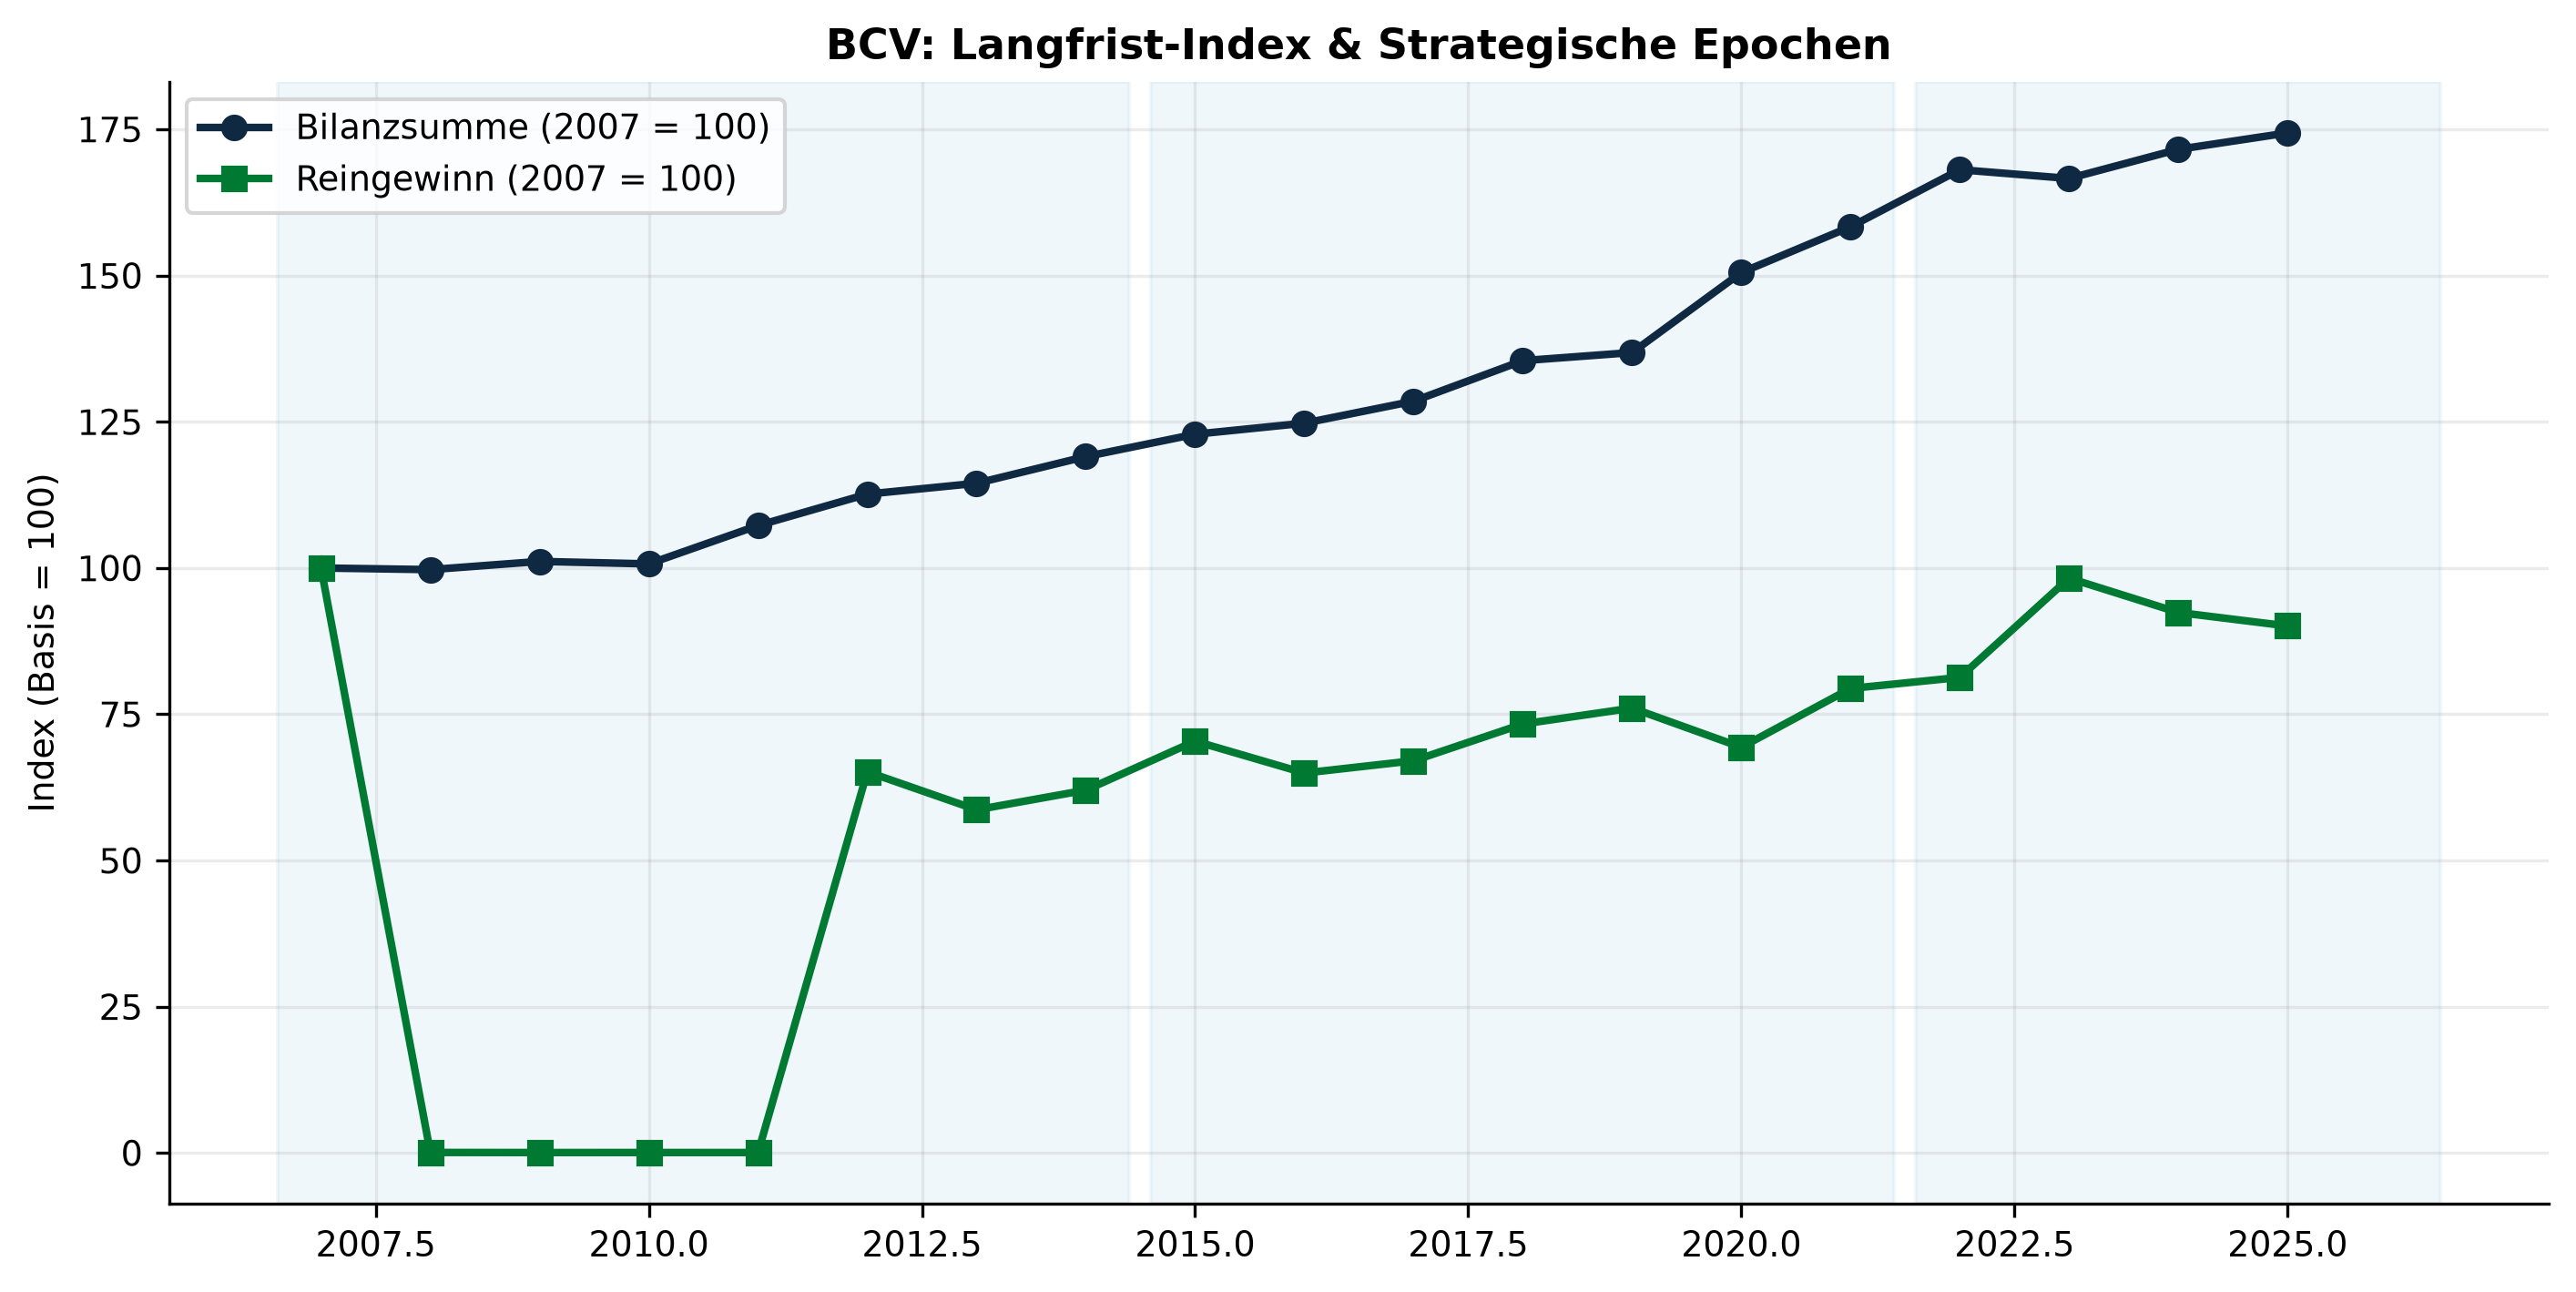 BCV: Langfrist-Index & Strategische Epochen
Bilanzsumme (2007 = 100)
Reingewinn (2007 = 100)
Index (Basis = 100)
175
150
125
100
75
50
25
0
2007.5 2010.0 2012.5 2015.0 2017.5 2020.0 2022.5 2025.0